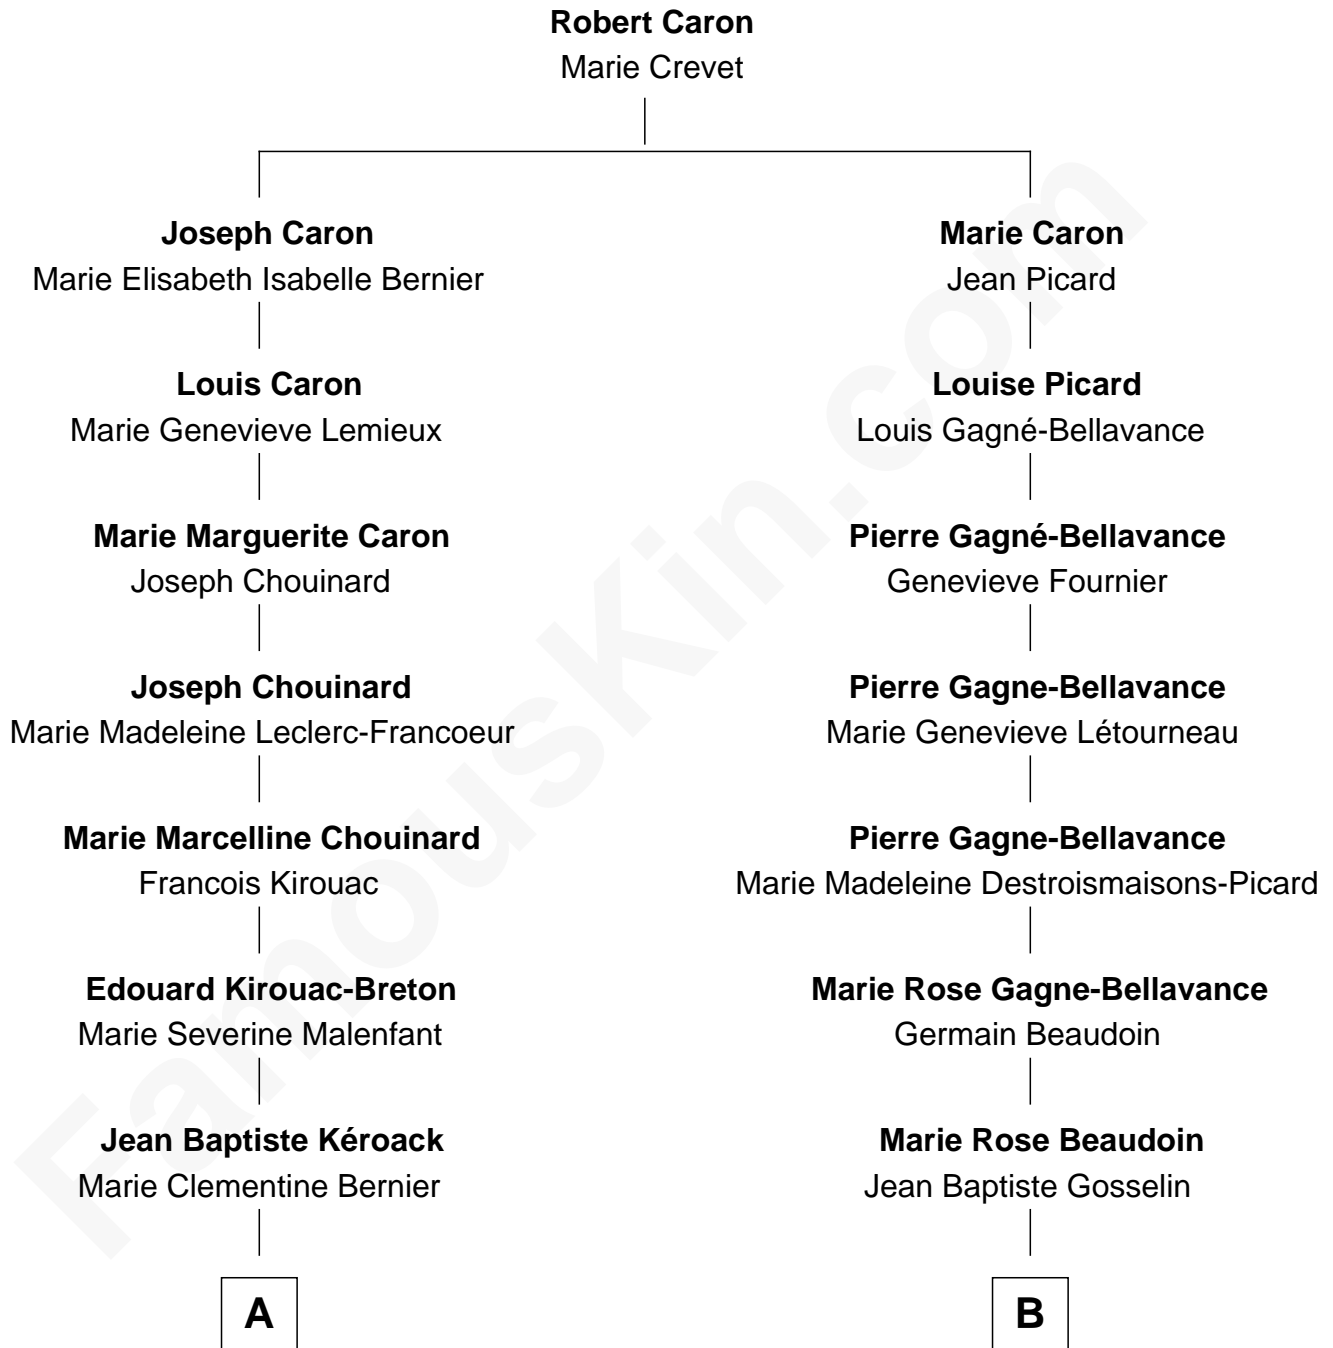 Robert Caron
Marie Crevet
Joseph Caron
Marie Elisabeth Isabelle Bernier
Marie Caron
Jean Picard
Louis Caron
Marie Genevieve Lemieux
Louise Picard
Louis Gagné-Bellavance
Marie Marguerite Caron
Joseph Chouinard
Pierre Gagné-Bellavance
Genevieve Fournier
Joseph Chouinard
Marie Madeleine Leclerc-Francoeur
Pierre Gagne-Bellavance
Marie Genevieve Létourneau
Marie Marcelline Chouinard
Francois Kirouac
Pierre Gagne-Bellavance
Marie Madeleine Destroismaisons-Picard
Edouard Kirouac-Breton
Marie Severine Malenfant
Marie Rose Gagne-Bellavance
Germain Beaudoin
Jean Baptiste Kéroack
Marie Clementine Bernier
Marie Rose Beaudoin
Jean Baptiste Gosselin
A
B
FamousKin.com